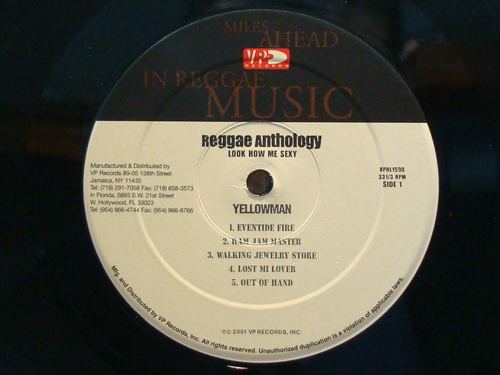 MILES
AHEAD
VP
RECORDS
IN REGGAE
MUSIC
Reggae Anthology
LOOK HOW ME SEXY
Manufactured & Distributed by
VP Records 89-05 138th Street
Jamaica, NY 11435
Tel: (718) 291-7058 Fax: (718) 658-3573
In Florida, 5893 S.W. 21st Street
W. Hollywood, FL 33023
Tel: (954) 966-4744 Fax: (954) 966-8766
VPRL1590
33 1/3 RPM
SIDE 1
YELLOWMAN
1. EVENTIDE FIRE
2. RAM JAM MASTER
3. WALKING JEWELRY STORE
4. LOST MI LOVER
5. OUT OF HAND
℗© 2001 VP RECORDS, INC.
Mfg. and Distributed by VP Records, Inc. All rights reserved. Unauthorized duplication is a violation of applicable laws.